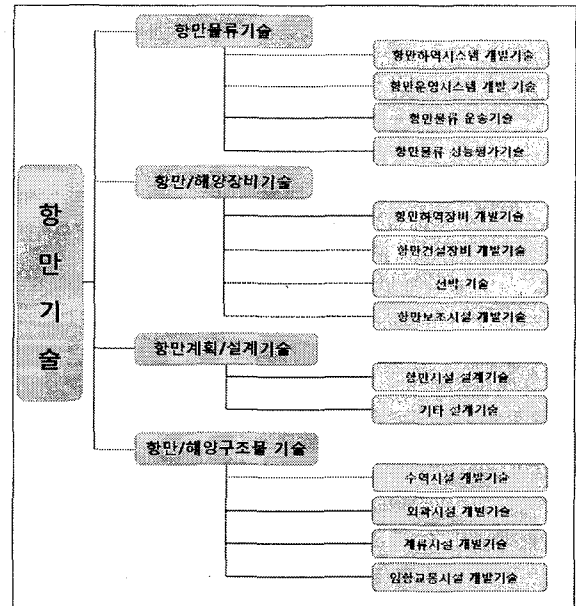 항만기술
항만물류기술
항만하역시스템 개발기술
항만운영시스템 개발 기술
항만물류 운송기술
항만물류 성능평가기술
항만/해양장비기술
항만하역장비 개발기술
항만건설장비 개발기술
선박 기술
항만보조시설 개발기술
항만계획/설계기술
항만시설 설계기술
기타 설계기술
항만/해양구조물 기술
수역시설 개발기술
외곽시설 개발기술
계류시설 개발기술
임항교통시설 개발기술